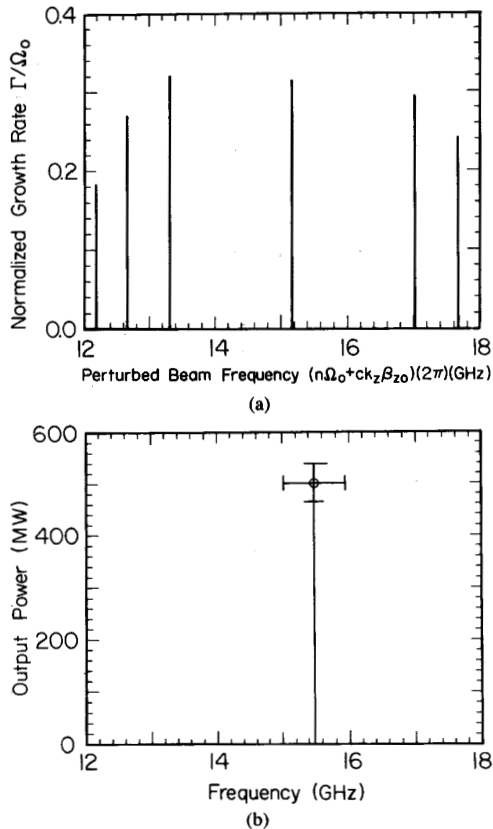 0.4
0.2
0.0
Normalized Growth Rate Γ/Ω₀
12 14 16 18
Perturbed Beam Frequency (nΩ₀+ck_zβ_zo)(2π)(GHz)
(a)
600
400
200
0
Output Power (MW)
12 14 16 18
Frequency (GHz)
(b)